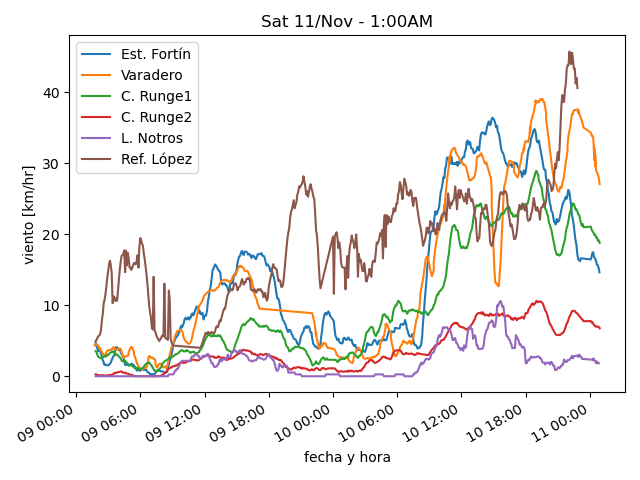 Sat 11/Nov - 1:00AM
Est. Fortín
Varadero
C. Runge1
C. Runge2
L. Notros
Ref. López
viento [km/hr]
40
30
20
10
0
09 00:00
09 06:00
09 12:00
09 18:00
10 00:00
10 06:00
10 12:00
10 18:00
11 00:00
fecha y hora